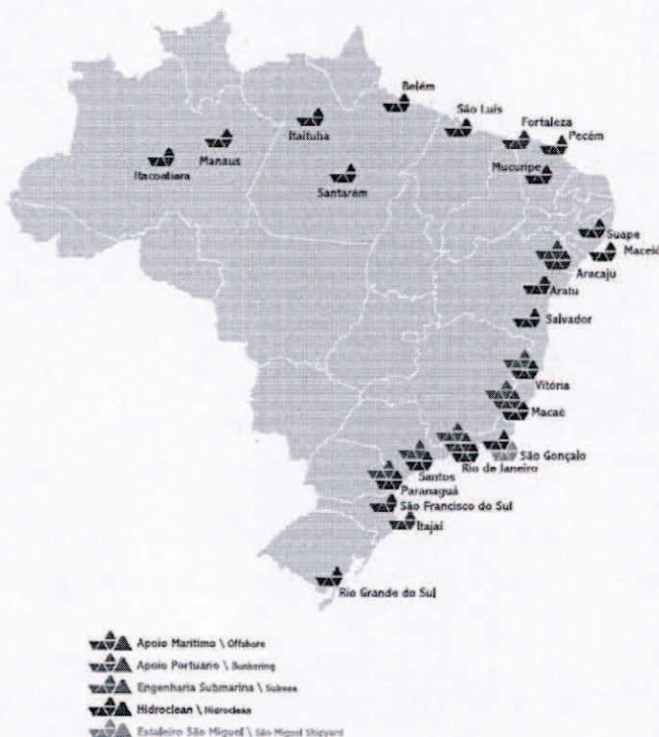 Belém
São Luís
Fortaleza
Pecém
Itaituba
Manaus
Itacoatiara
Santarém
Mucuripe
Suape
Maceió
Aracaju
Aratu
Salvador
Vitória
Macaé
São Gonçalo
Rio de Janeiro
Santos
Paranaguá
São Francisco do Sul
Itajaí
Rio Grande do Sul
Apoio Marítimo \ Offshore
Apoio Portuário \ Bunkering
Engenharia Submarina \ Subsea
Hidroclean \ Hidroclean
Estaleiro São Miguel \ São Miguel Shipyard